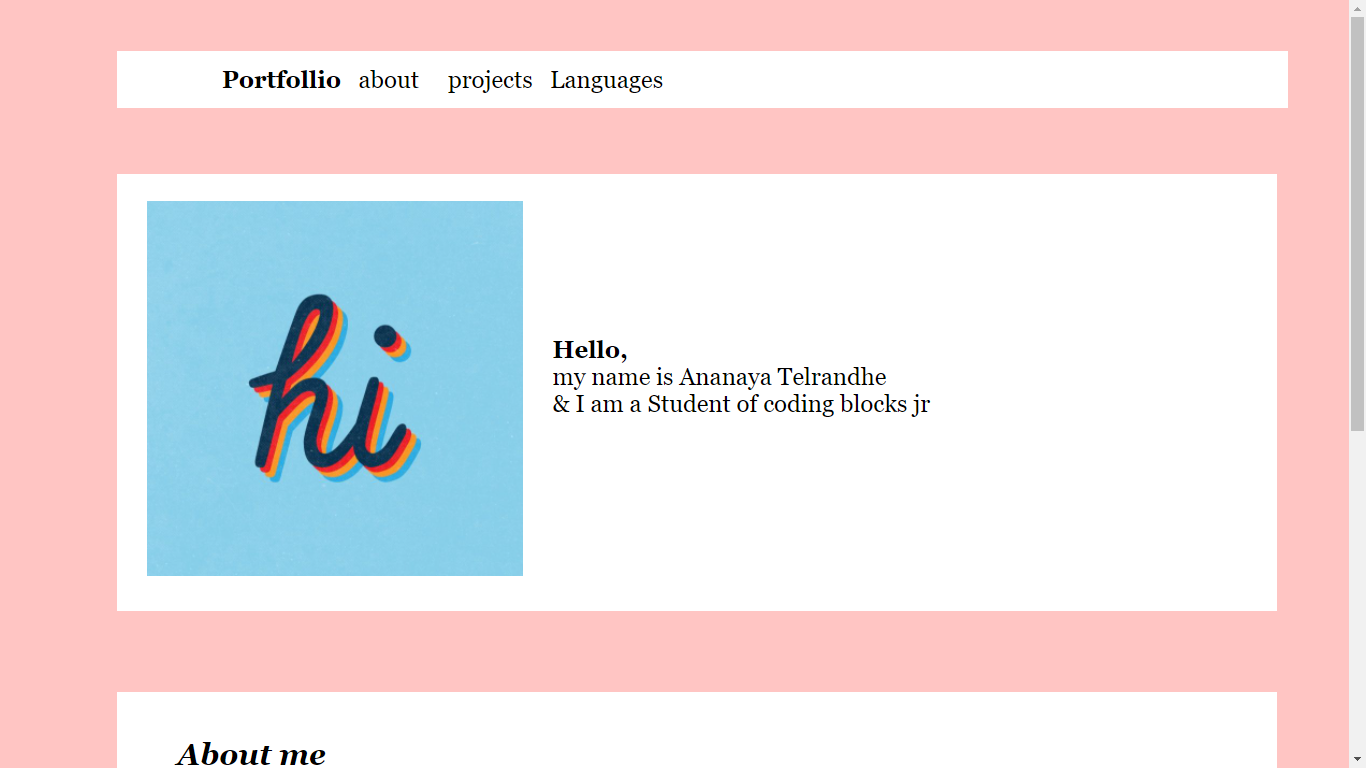 Portfollio about projects Languages
hi
Hello,
my name is Ananaya Telrandhe
& I am a Student of coding blocks jr
About me